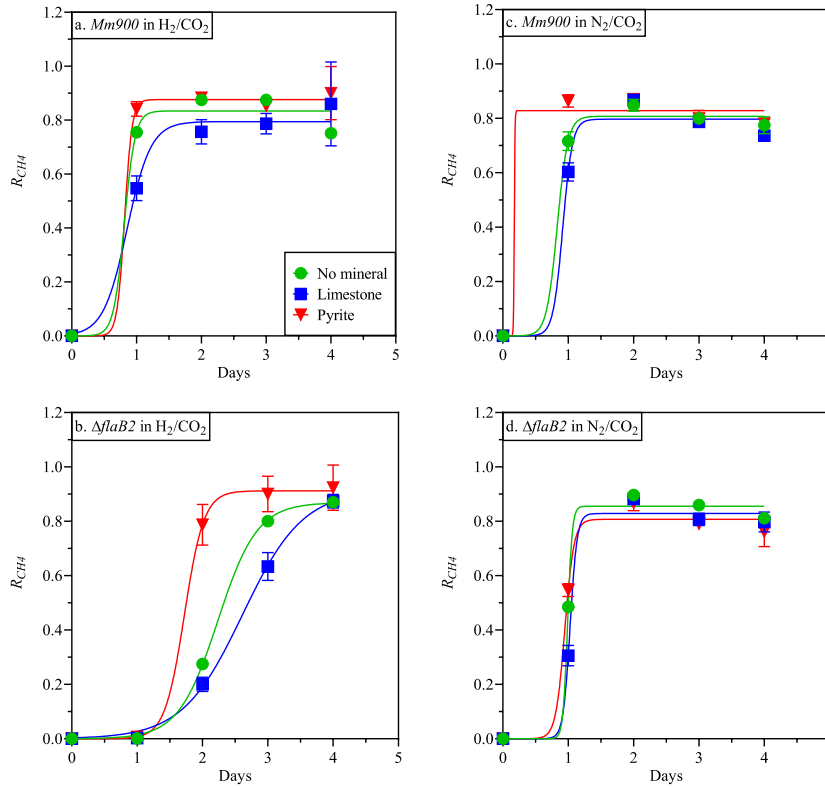 a. Mm900 in H₂/CO₂
1.2
1.0
0.8
0.6
0.4
0.2
0.0
R_CH4
0 1 2 3 4 5
Days
No mineral
Limestone
Pyrite
c. Mm900 in N₂/CO₂
1.2
1.0
0.8
0.6
0.4
0.2
0.0
R_CH4
0 1 2 3 4
Days
b. ΔflaB2 in H₂/CO₂
1.2
1.0
0.8
0.6
0.4
0.2
0.0
R_CH4
0 1 2 3 4 5
Days
d. ΔflaB2 in N₂/CO₂
1.2
1.0
0.8
0.6
0.4
0.2
0.0
R_CH4
0 1 2 3 4
Days